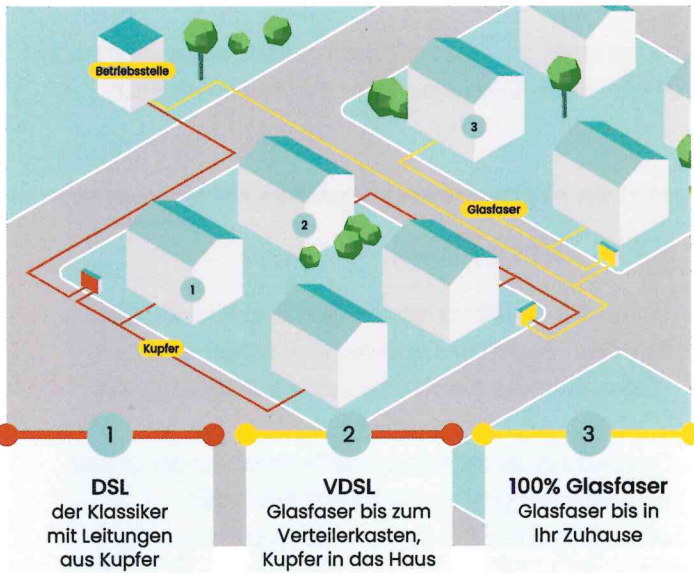 Betriebsstelle
3
Glasfaser
2
1
Kupfer
1
DSL
der Klassiker
mit Leitungen
aus Kupfer
2
VDSL
Glasfaser bis zum
Verteilerkasten,
Kupfer in das Haus
3
100% Glasfaser
Glasfaser bis in
Ihr Zuhause